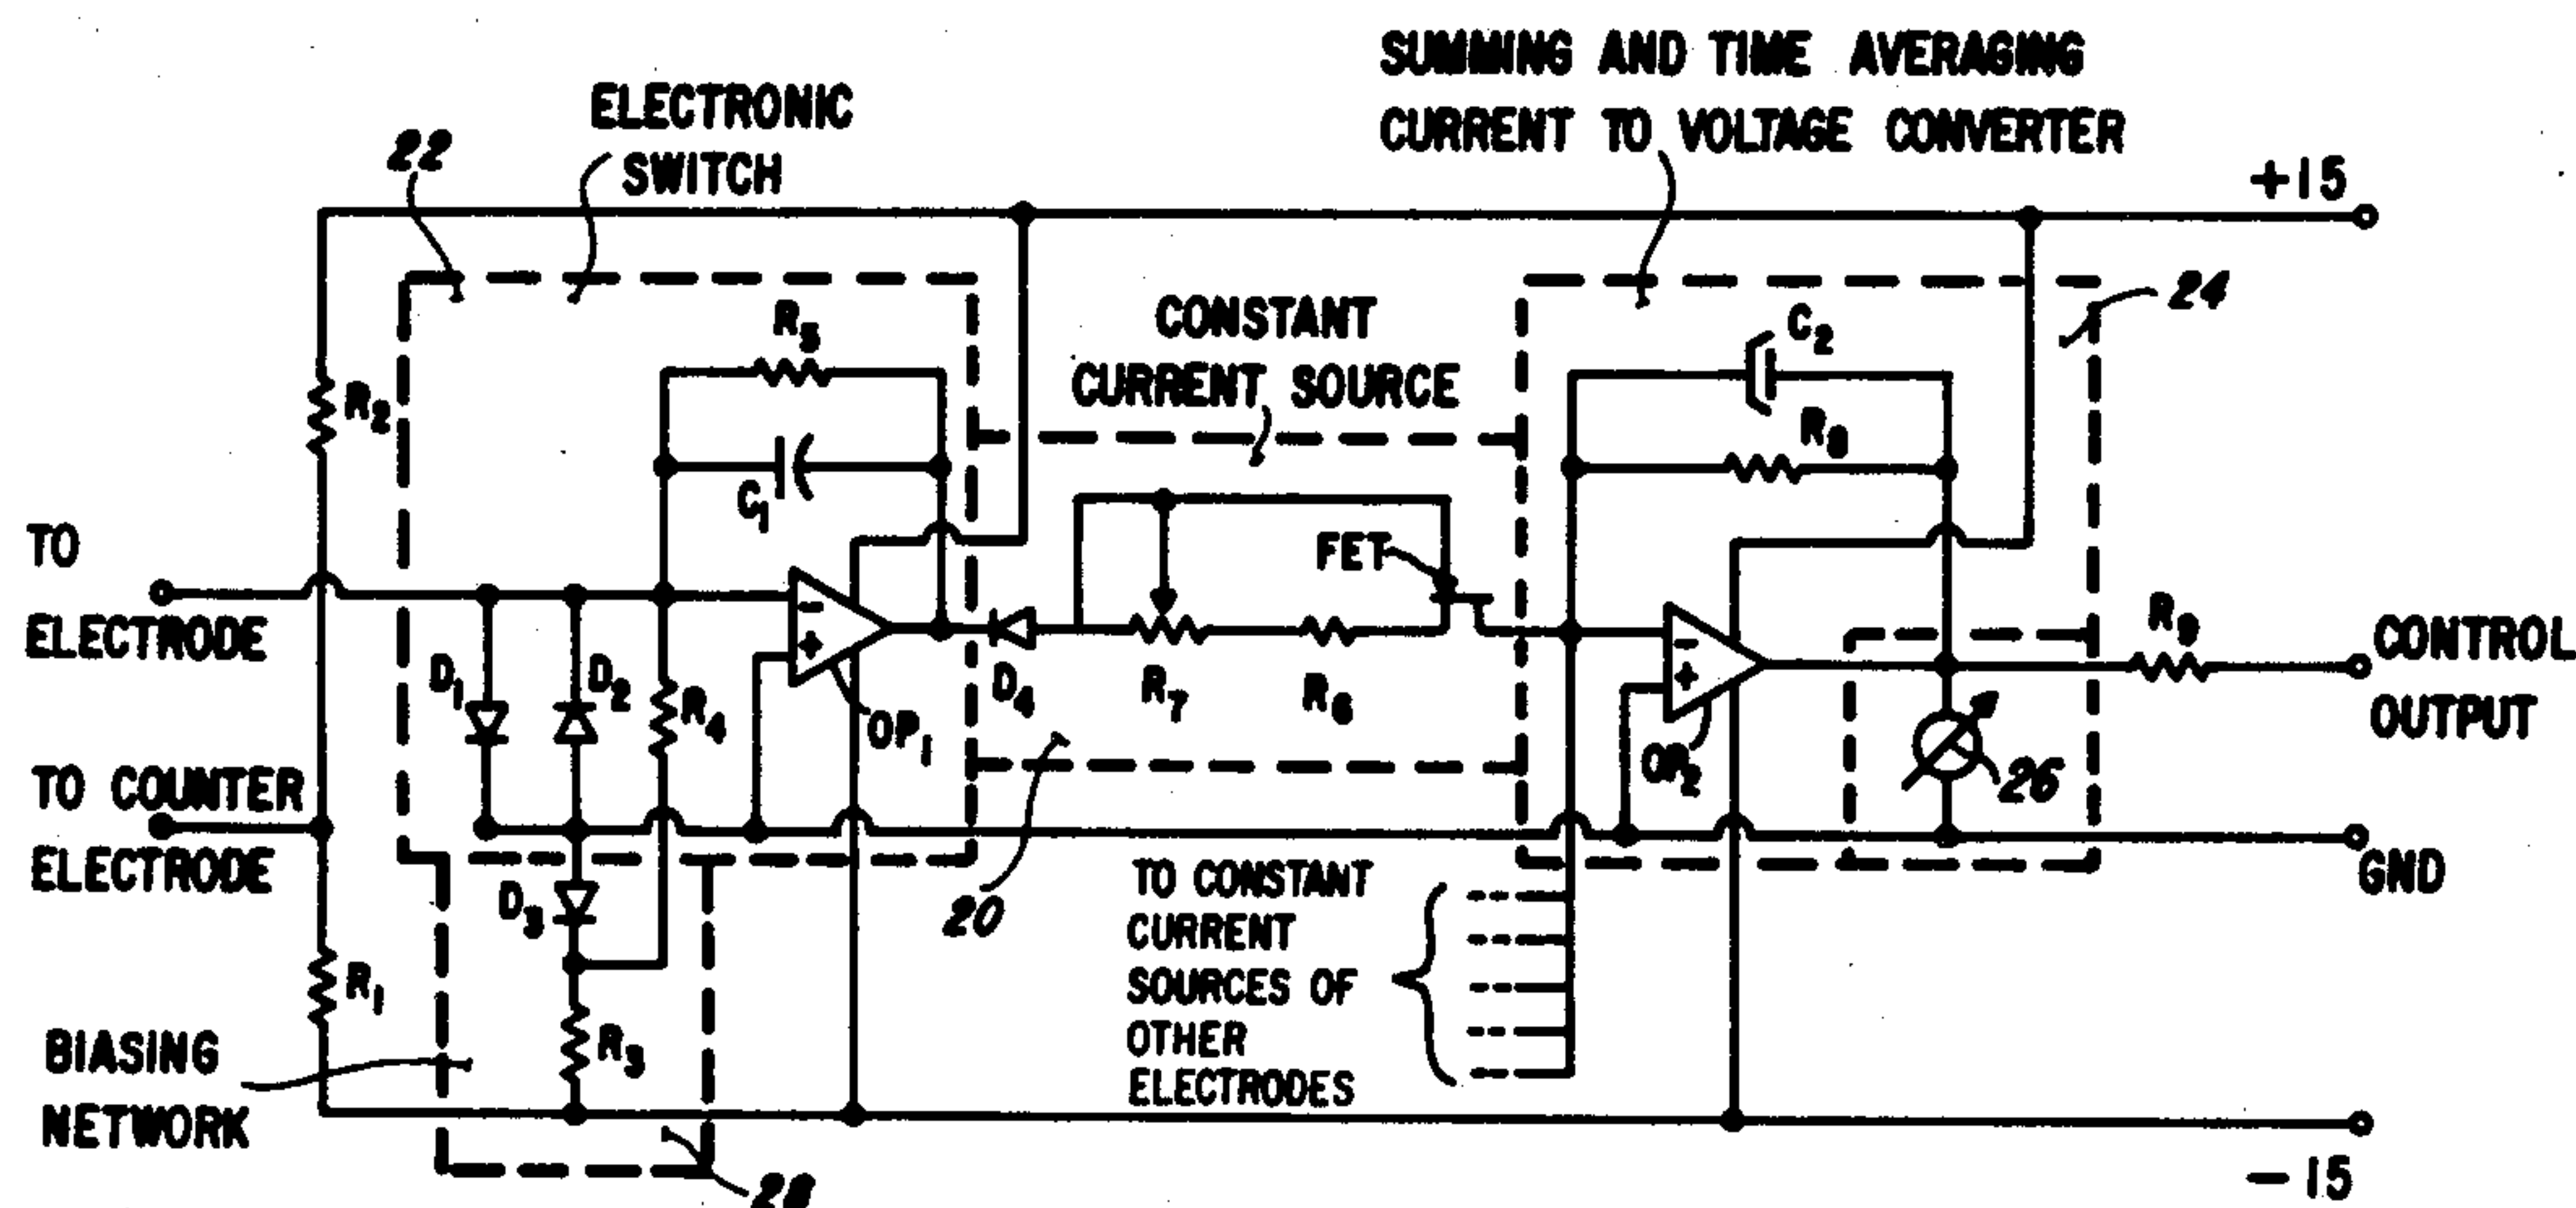 SUMMING AND TIME AVERAGING
CURRENT TO VOLTAGE CONVERTER
ELECTRONIC
SWITCH
22
+15
24
CONSTANT
CURRENT SOURCE
R5
C2
R2
R8
C1
TO
ELECTRODE
FET
R9
CONTROL
OUTPUT
D1
D2
R4
OP1
D4
R7
R6
OP2
26
TO COUNTER
ELECTRODE
GND
20
D3
TO CONSTANT
CURRENT
SOURCES OF
OTHER
ELECTRODES
R1
R3
BIASING
NETWORK
28
-15